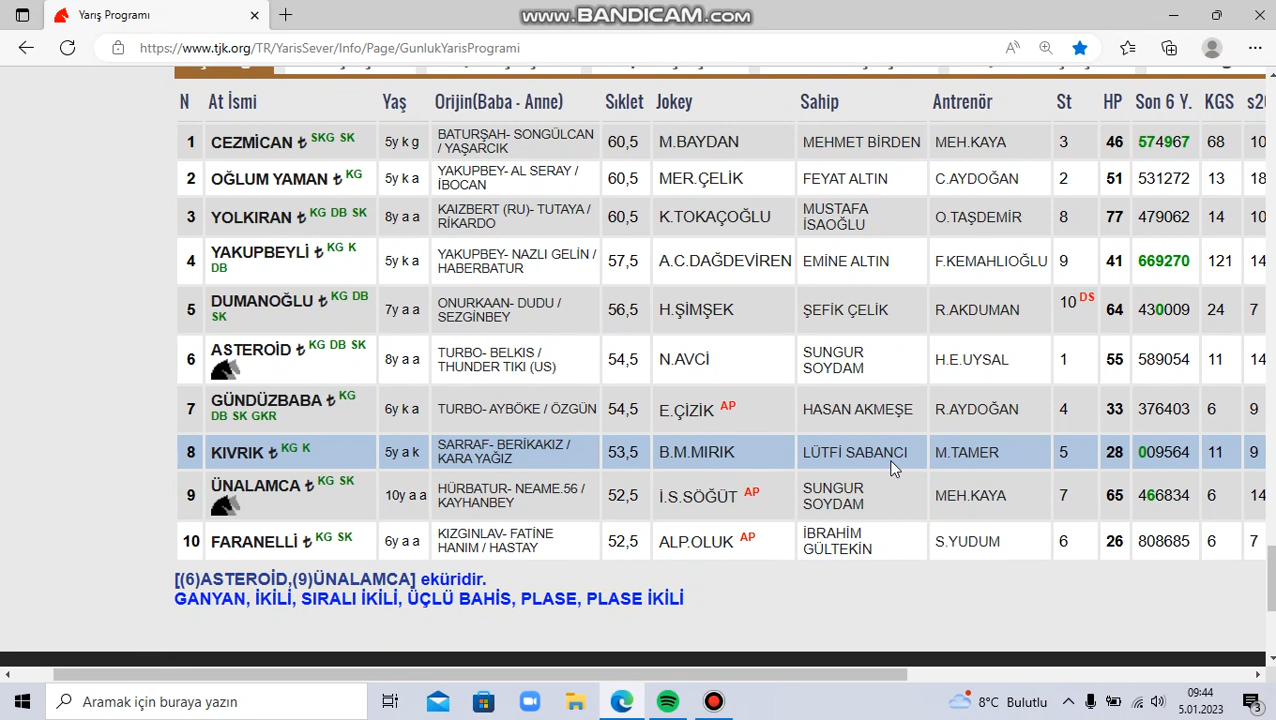 Yarış Programı
www.BANDICAM.com
https://www.tjk.org/TR/YarisSever/Info/Page/GunlukYarisProgrami
N At İsmi Yaş Orijin(Baba - Anne) Sıklet Jokey Sahip Antrenör St HP Son 6 Y. KGS s20
1 CEZMİCAN ₺ SKG SK 5y k g BATURŞAH- SONGÜLCAN / YAŞARCIK 60,5 M.BAYDAN MEHMET BİRDEN MEH.KAYA 3 46 574967 68 10
2 OĞLUM YAMAN ₺ KG 5y k a YAKUPBEY- AL SERAY / İBOCAN 60,5 MER.ÇELİK FEYAT ALTIN C.AYDOĞAN 2 51 531272 13 18
3 YOLKIRAN ₺ KG DB SK 8y a a KAIZBERT (RU)- TUTAYA / RİKARDO 60,5 K.TOKAÇOĞLU MUSTAFA İSAOĞLU O.TAŞDEMİR 8 77 479062 14 10
4 YAKUPBEYLİ ₺ KG K DB 5y k a YAKUPBEY- NAZLI GELİN / HABERBATUR 57,5 A.C.DAĞDEVİREN EMİNE ALTIN F.KEMAHLIOĞLU 9 41 669270 121 14
5 DUMANOĞLU ₺ KG DB SK 7y a a ONURKAAN- DUDU / SEZGİNBEY 56,5 H.ŞİMŞEK ŞEFİK ÇELİK R.AKDUMAN 10 DS 64 430009 24 7
6 ASTEROİD ₺ KG DB SK 8y a a TURBO- BELKIS / THUNDER TIKI (US) 54,5 N.AVCİ SUNGUR SOYDAM H.E.UYSAL 1 55 589054 11 14
7 GÜNDÜZBABA ₺ KG DB SK GKR 6y k a TURBO- AYBÖKE / ÖZGÜN 54,5 E.ÇİZİK AP HASAN AKMEŞE R.AYDOĞAN 4 33 376403 6 9
8 KIVRIK ₺ KG K 5y a k SARRAF- BERİKAKIZ / KARA YAĞIZ 53,5 B.M.MIRIK LÜTFİ SABANCI M.TAMER 5 28 009564 11 9
9 ÜNALAMCA ₺ KG SK 10y a a HÜRBATUR- NEAME.56 / KAYHANBEY 52,5 İ.S.SÖĞÜT AP SUNGUR SOYDAM MEH.KAYA 7 65 466834 6 14
10 FARANELLİ ₺ KG SK 6y a a KIZGINLAV- FATİNE HANIM / HASTAY 52,5 ALP.OLUK AP İBRAHİM GÜLTEKİN S.YUDUM 6 26 808685 6 7
[(6)ASTEROİD,(9)ÜNALAMCA] eküridir.
GANYAN, İKİLİ, SIRALI İKİLİ, ÜÇLÜ BAHİS, PLASE, PLASE İKİLİ
Aramak için buraya yazın
8°C Bulutlu
09:44
5.01.2023
3